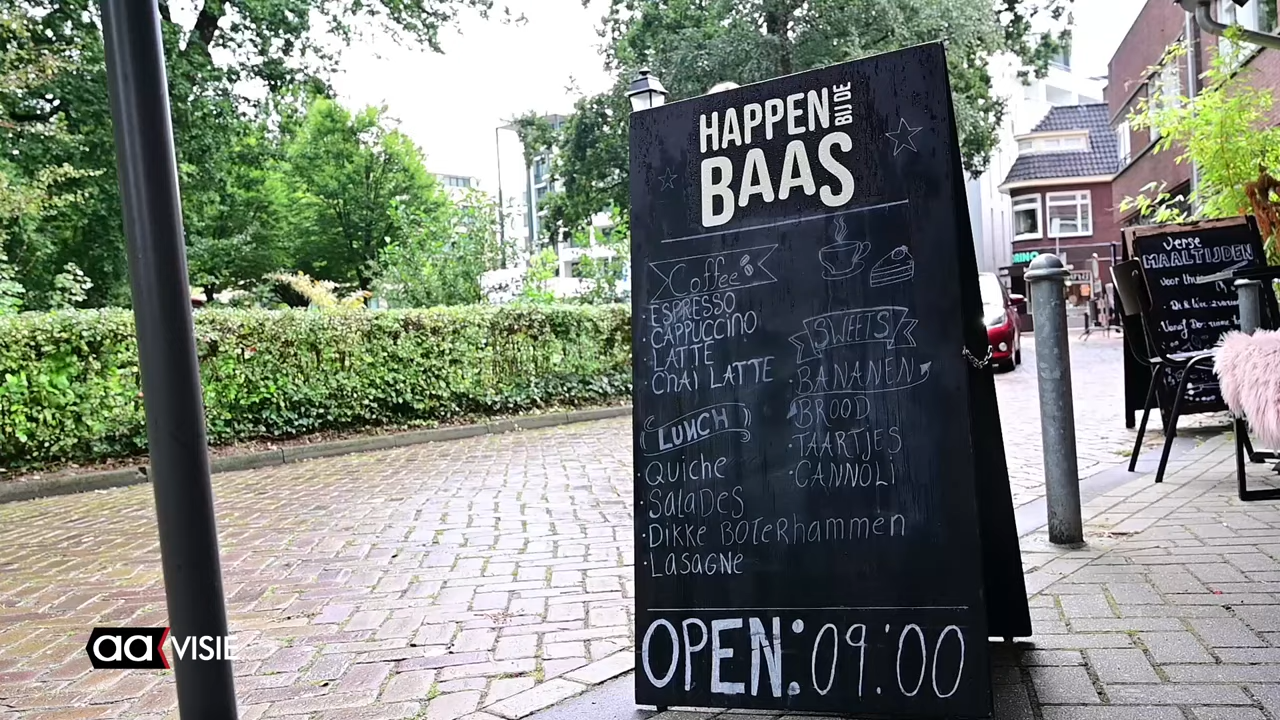 HAPPEN BIJ DE
BAAS
Coffee
· ESPRESSO
· CAPPUCCINO
· LATTE
· CHAI LATTE
LUNCH
· Quiche
· SALADES
· Dikke BOTERhammen
· LASAGNE
SWEETS
· BANANEN
BROOD
· TAARTJES
· CANNOLI
OPEN: 09:00
Verse
MAALTIJDEN
aa VISIE